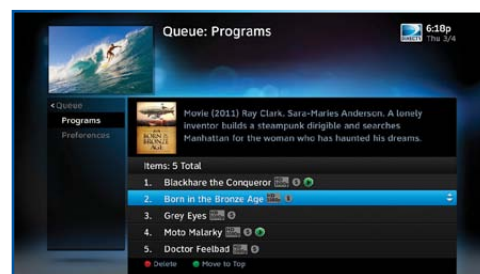 Queue: Programs
DIRECTV
6:18p
Thu 3/4
<Queue
Programs
Preferences
BORN IN
BRONZE
AGE
Movie (2011) Ray Clark, Sara-Maries Anderson. A lonely
inventor builds a steampunk dirigible and searches
Manhattan for the woman who has haunted his dreams.
Items: 5 Total
1. Blackhare the Conqueror
2. Born in the Bronze Age
3. Grey Eyes
4. Moto Malarky
5. Doctor Feelbad
Delete
Move to Top